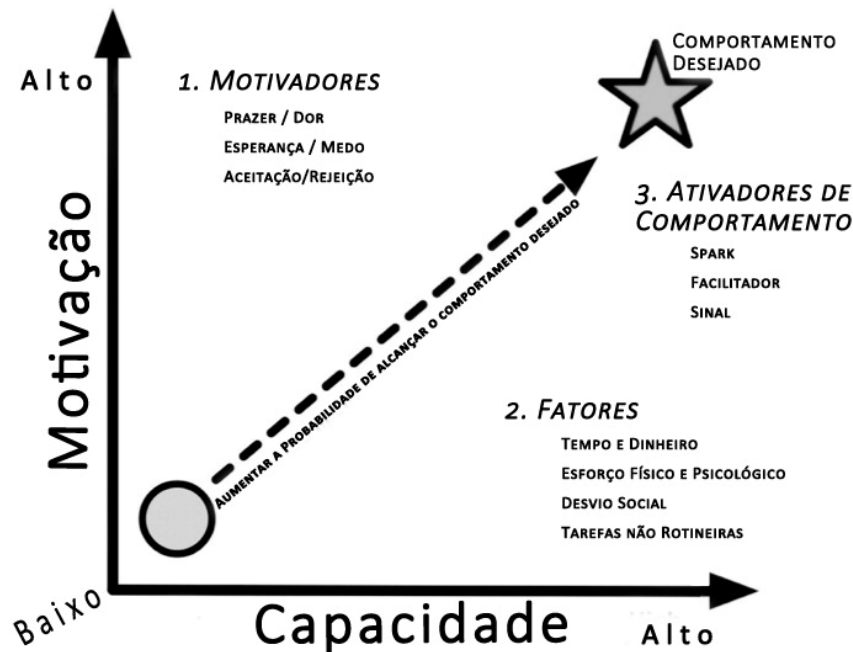 Alto
1. MOTIVADORES
PRAZER / DOR
ESPERANÇA / MEDO
ACEITAÇÃO/REJEIÇÃO
COMPORTAMENTO
DESEJADO
3. ATIVADORES DE
COMPORTAMENTO
SPARK
FACILITADOR
SINAL
Motivação
AUMENTAR A PROBABILIDADE DE ALCANÇAR O COMPORTAMENTO DESEJADO
2. FATORES
TEMPO E DINHEIRO
ESFORÇO FÍSICO E PSICOLÓGICO
DESVIO SOCIAL
TAREFAS NÃO ROTINEIRAS
Baixo
Capacidade
Alto